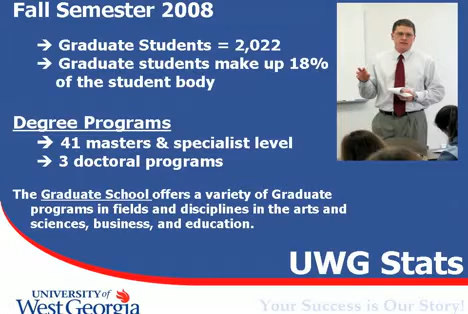 Fall Semester 2008
→ Graduate Students = 2,022
→ Graduate students make up 18%
of the student body
Degree Programs
→ 41 masters & specialist level
→ 3 doctoral programs
The Graduate School offers a variety of Graduate
programs in fields and disciplines in the arts and
sciences, business, and education.
UWG Stats
UNIVERSITY of
West Georgia
Your Success is Our Story!